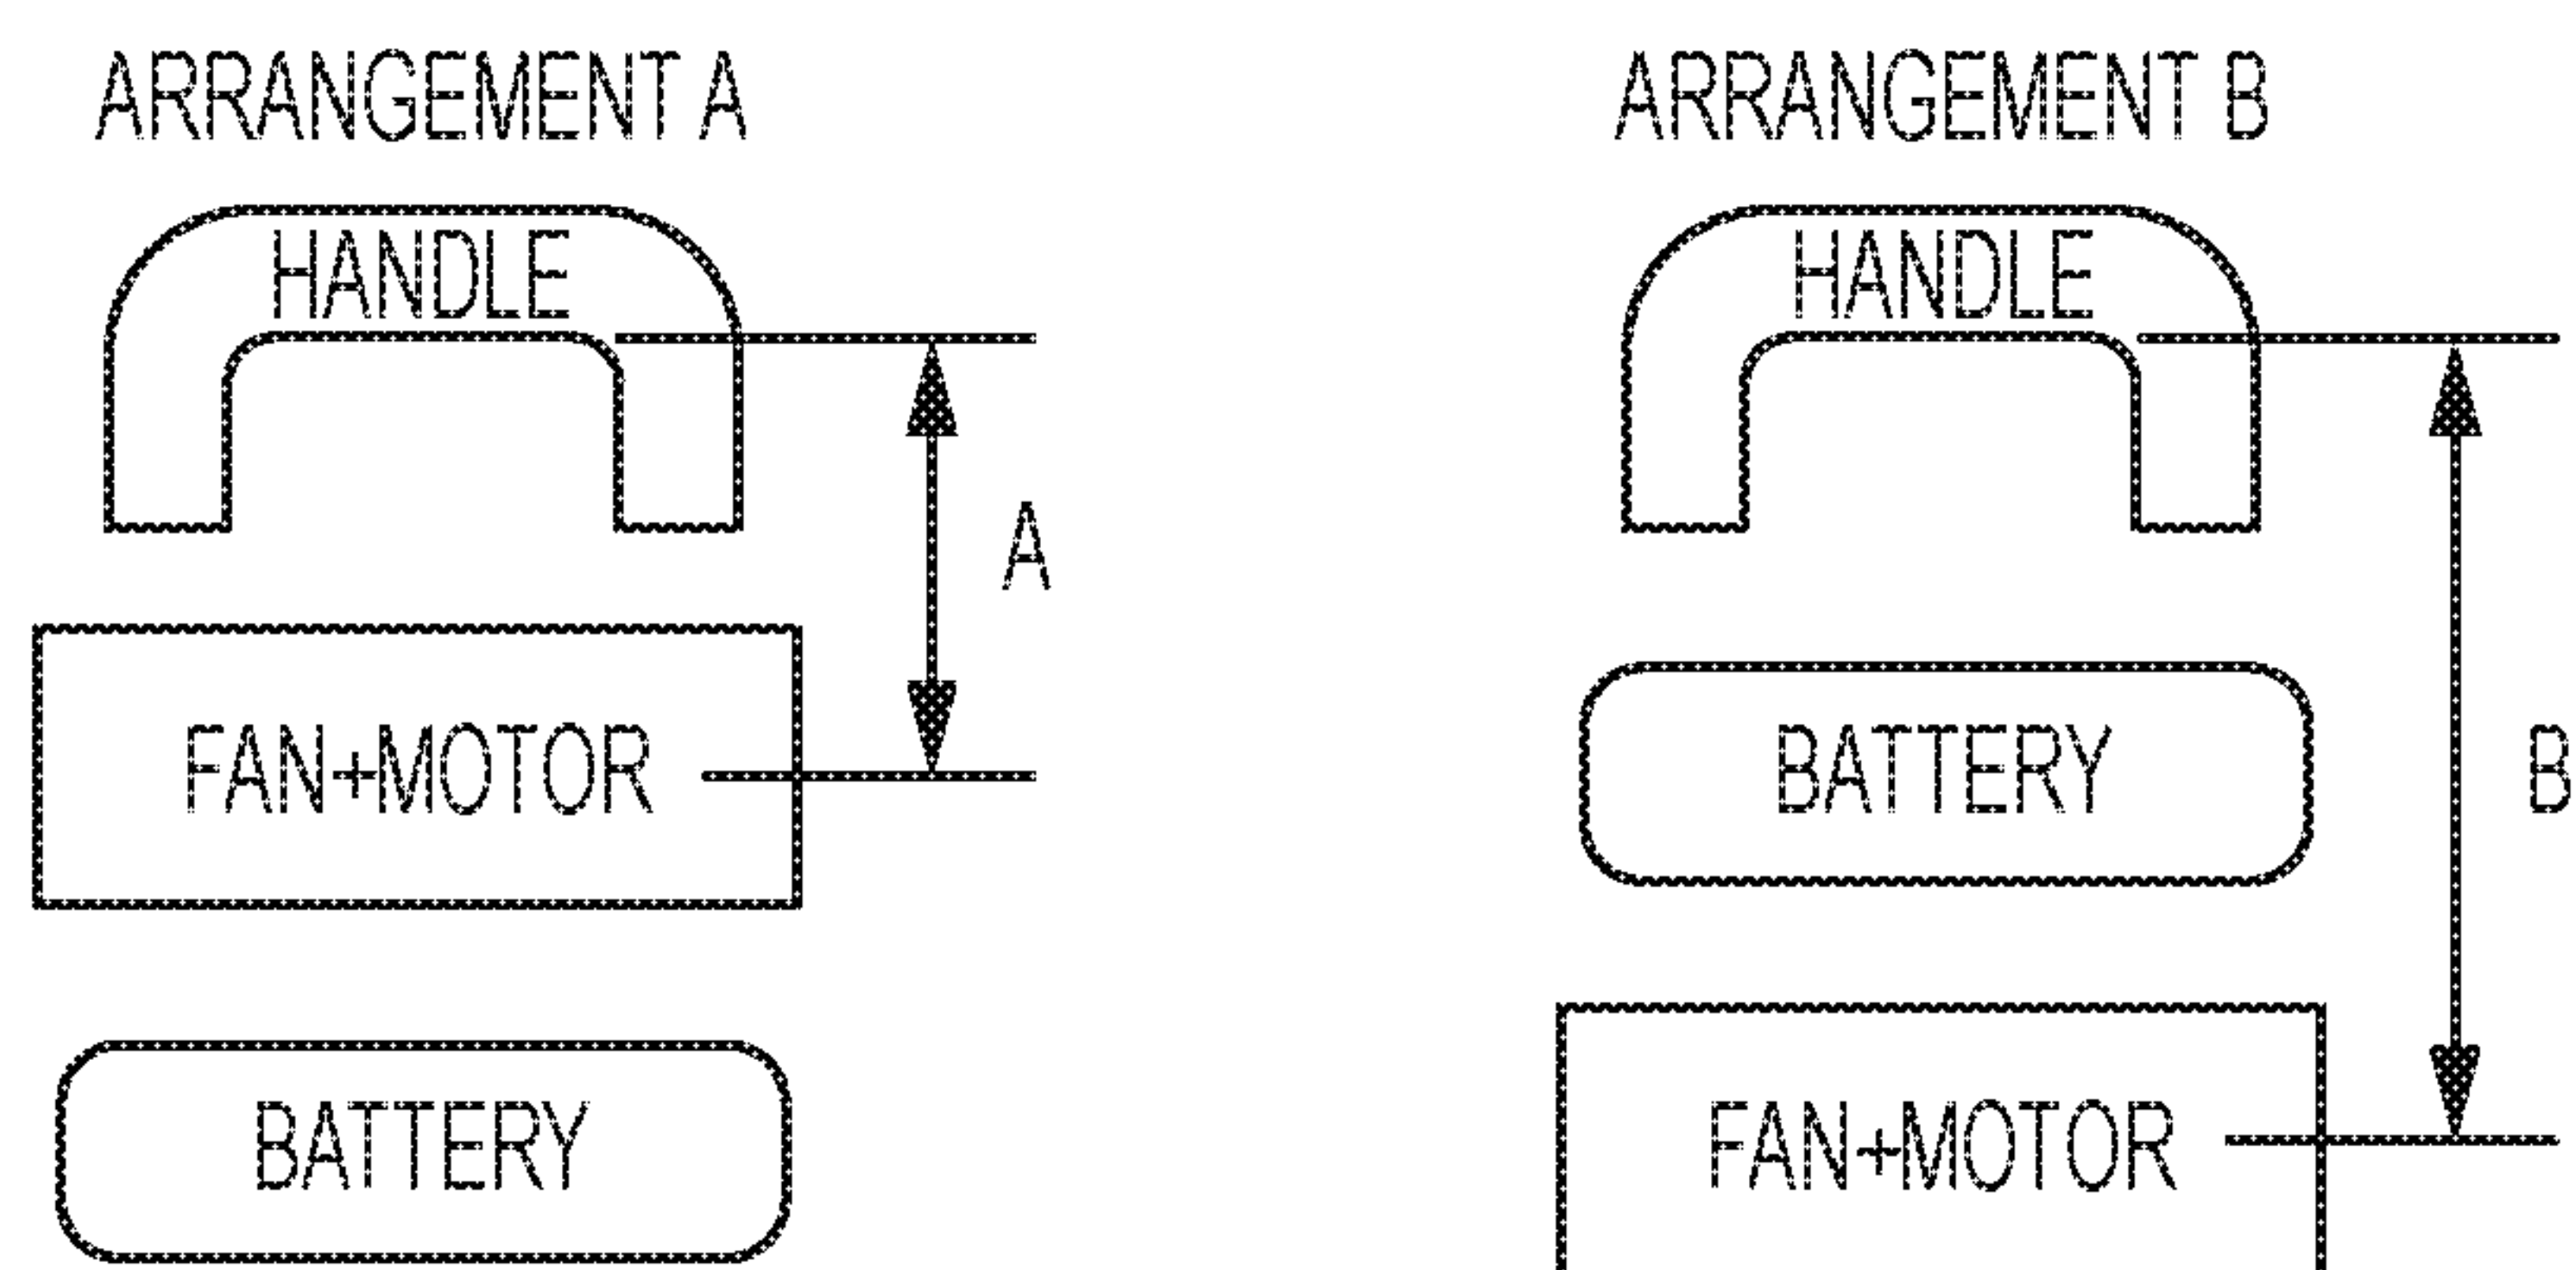 ARRANGEMENT A
HANDLE
A
FAN+MOTOR
BATTERY
ARRANGEMENT B
HANDLE
BATTERY
B
FAN+MOTOR